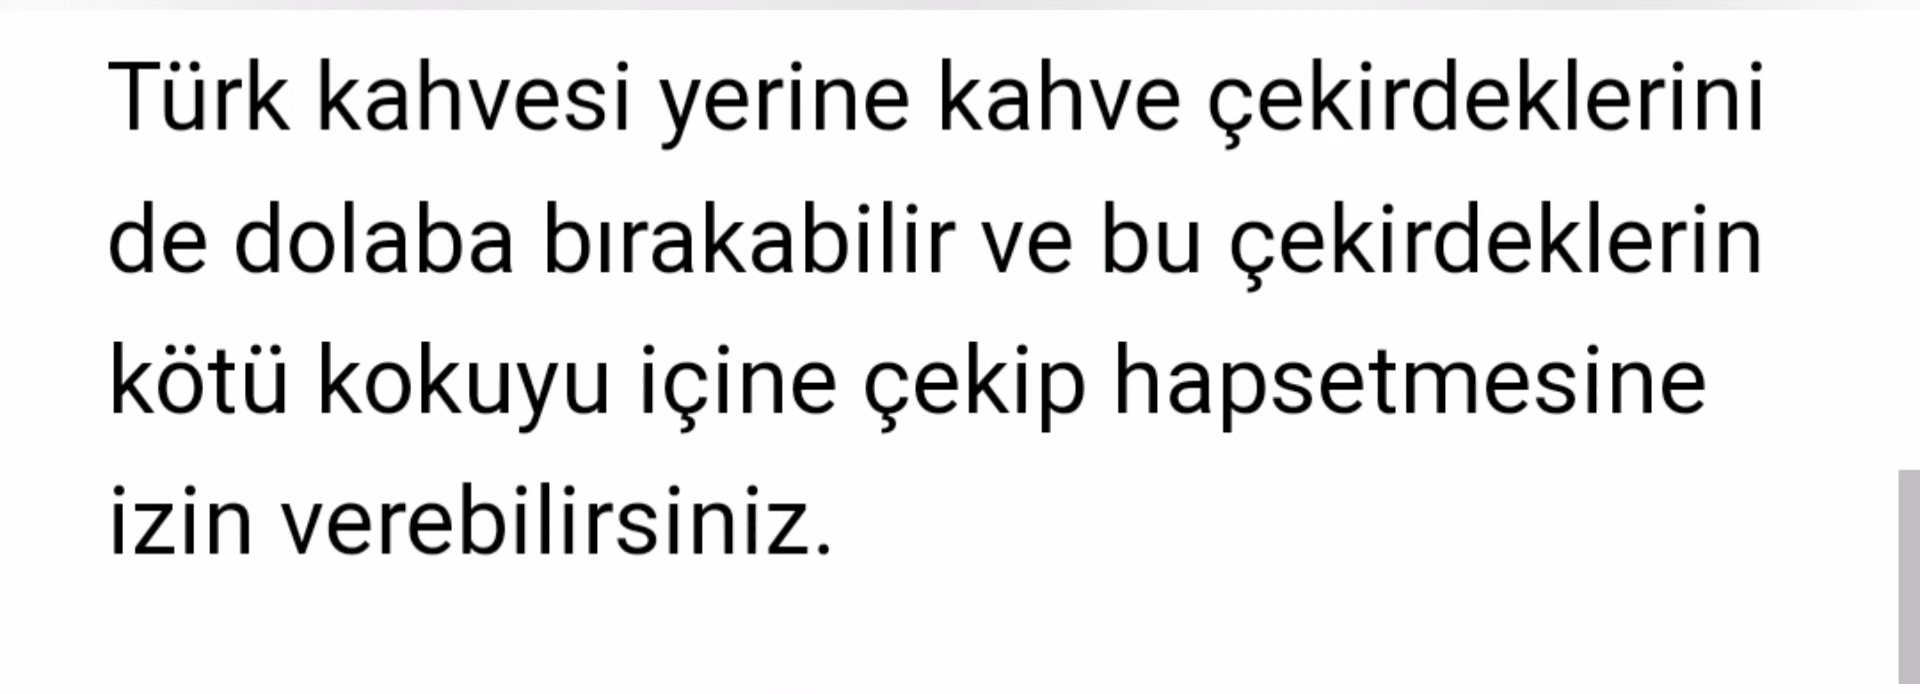 Türk kahvesi yerine kahve çekirdeklerini
de dolaba bırakabilir ve bu çekirdeklerin
kötü kokuyu içine çekip hapsetmesine
izin verebilirsiniz.